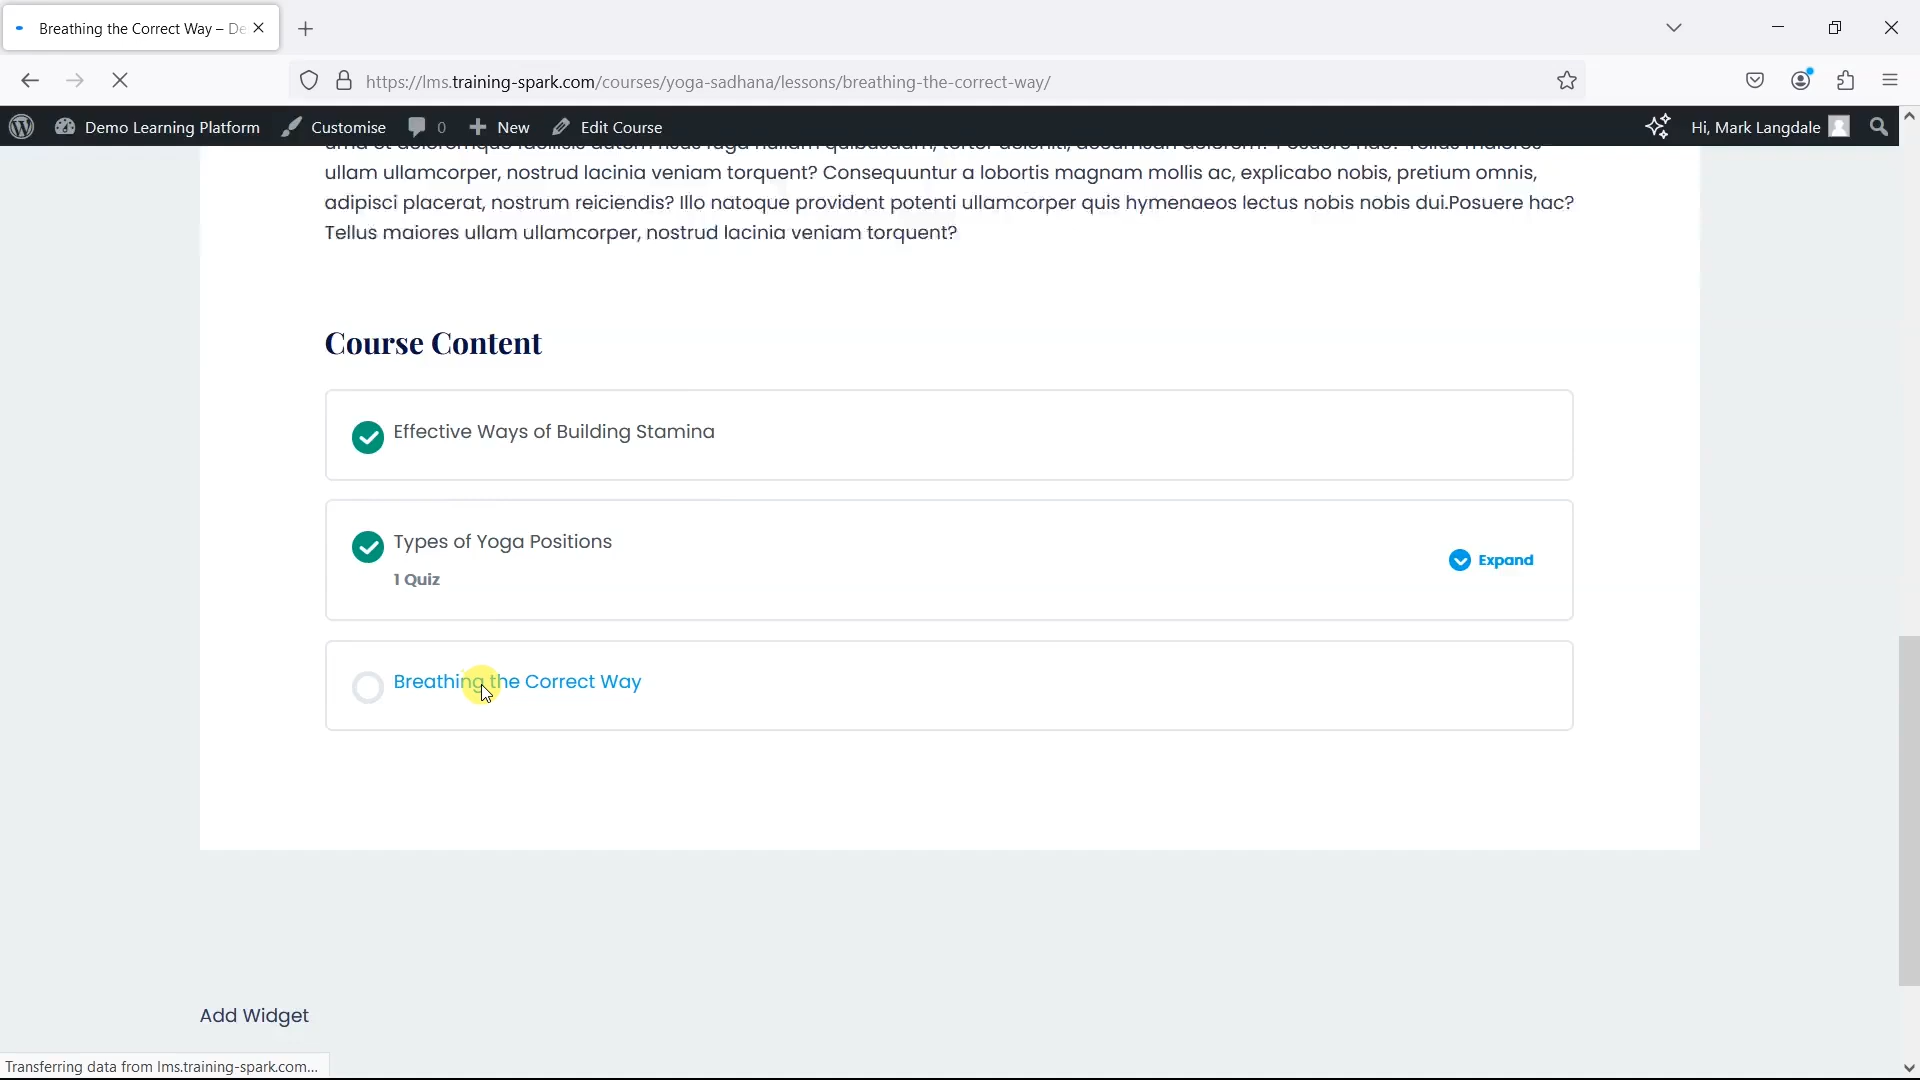 Breathing the Correct Way – De
https://lms.training-spark.com/courses/yoga-sadhana/lessons/breathing-the-correct-way/
Demo Learning Platform Customise 0 New Edit Course Hi, Mark Langdale
ullam ullamcorper, nostrud lacinia veniam torquent? Consequuntur a lobortis magnam mollis ac, explicabo nobis, pretium omnis,
adipisci placerat, nostrum reiciendis? Illo natoque provident potenti ullamcorper quis hymenaeos lectus nobis nobis dui.Posuere hac?
Tellus maiores ullam ullamcorper, nostrud lacinia veniam torquent?
Course Content
Effective Ways of Building Stamina
Types of Yoga Positions
1 Quiz
Expand
Breathing the Correct Way
Add Widget
Transferring data from lms.training-spark.com...